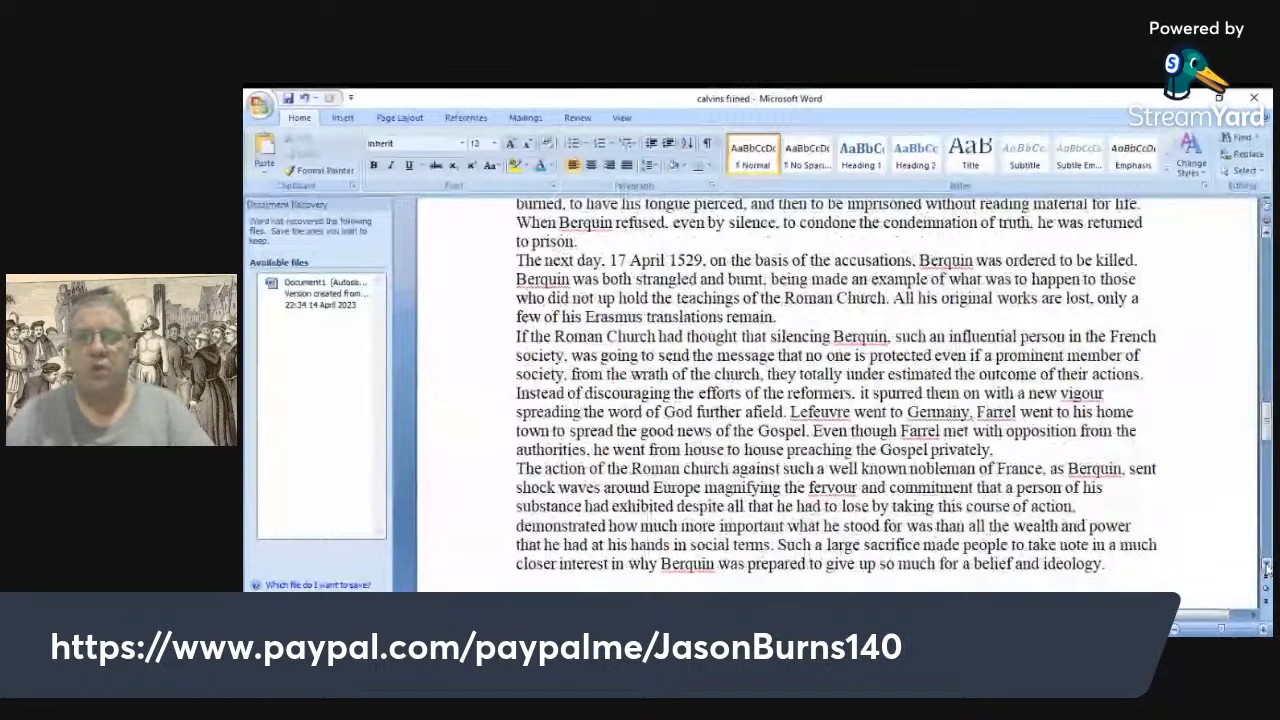 Powered by
StreamYard
calvins frined - Microsoft Word
Home Insert Page Layout References Mailings Review View
Paste
Format Painter
Clipboard
Inherit
12
Font
Paragraph
AaBbCcDc AaBbCcDc AaBbC AaBbCc AaB AaBbCcDc AaBbCcDc AaBbCcDc
¶ Normal ¶ No Spaci... Heading 1 Heading 2 Title Subtitle Subtle Em... Emphasis
Change
Styles
Styles
Find
Replace
Select
Editing
Document Recovery
Word has recovered the following
files. Save the ones you wish to
keep.
Available files
Document1 [Autosa...
Version created from...
22:34 14 April 2023
Which file do I want to save?
burned, to have his tongue pierced, and then to be imprisoned without reading material for life.
When Berquin refused, even by silence, to condone the condemnation of truth, he was returned
to prison.
The next day, 17 April 1529, on the basis of the accusations, Berquin was ordered to be killed.
Berquin was both strangled and burnt, being made an example of what was to happen to those
who did not up hold the teachings of the Roman Church. All his original works are lost, only a
few of his Erasmus translations remain.
If the Roman Church had thought that silencing Berquin, such an influential person in the French
society, was going to send the message that no one is protected even if a prominent member of
society, from the wrath of the church, they totally under estimated the outcome of their actions.
Instead of discouraging the efforts of the reformers, it spurred them on with a new vigour
spreading the word of God further afield. Lefeuvre went to Germany, Farrel went to his home
town to spread the good news of the Gospel. Even though Farrel met with opposition from the
authorities, he went from house to house preaching the Gospel privately.
The action of the Roman church against such a well known nobleman of France, as Berquin, sent
shock waves around Europe magnifying the fervour and commitment that a person of his
substance had exhibited despite all that he had to lose by taking this course of action,
demonstrated how much more important what he stood for was than all the wealth and power
that he had at his hands in social terms. Such a large sacrifice made people to take note in a much
closer interest in why Berquin was prepared to give up so much for a belief and ideology.
https://www.paypal.com/paypalme/JasonBurns140